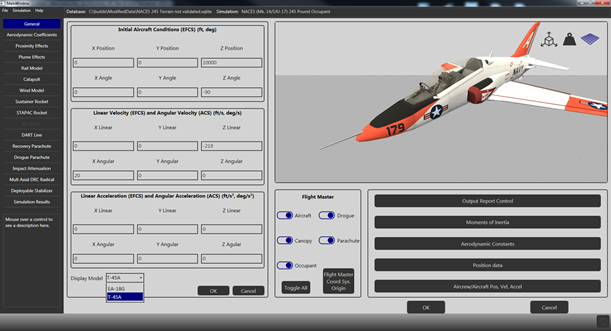 MainWindow
File Simulation Help
Database: C:\builds\ModifiedData\NACES 245 Terrain not validated.sqlite Simulation: NACES (Mk. 14/SJU-17) 245 Pound Occupant
General
Aerodynamic Coefficients
Proximity Effects
Plume Effects
Rail Model
Catapult
Wind Model
Sustainer Rocket
STAPAC Rocket
DART Line
Recovery Parachute
Drogue Parachute
Impact Attenuation
Mult Axial DRC Radical
Deployable Stabilizer
Simulation Results
Mouse over a control to
see a description here.
Initial Aircraft Conditions (EFCS) (ft, deg)
X Position Y Position Z Position
0 0 10000
X Angle Y Angle Z Angle
0 0 -90
Linear Velocity (EFCS) and Angular Velocity (ACS) (ft/s, deg/s)
X Linear Y Linear Z Linear
0 0 -219
X Angular Y Angular Z Angular
20 0 0
Linear Acceleration (EFCS) and Angular Acceleration (ACS) (ft/s², deg/s²)
X Linear Y Linear Z Linear
0 0 0
X Angular Y Angular Z Agular
0 0 0
Display Model T-45A
EA-18G
T-45A
OK Cancel
179
NAVY
Flight Master
Aircraft Drogue
Canopy Parachute
Occupant
Toggle All
Flight Master
Coord Sys.
Origin
Output Report Control
Moments of Inertia
Aerodynamic Constants
Position data
Aircrew/Aircraft Pos, Vel, Accel
OK Cancel